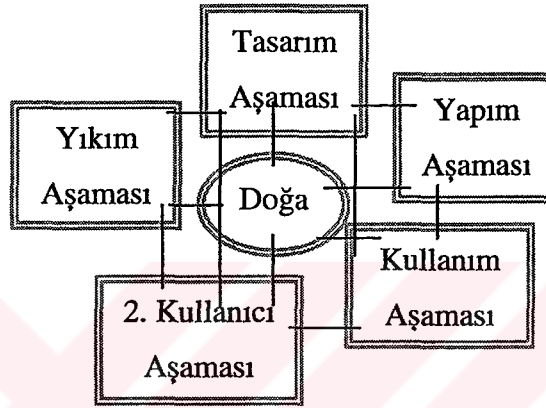 Tasarım
Aşaması
Yapım
Aşaması
Yıkım
Aşaması
Doğa
Kullanım
Aşaması
2. Kullanıcı
Aşaması